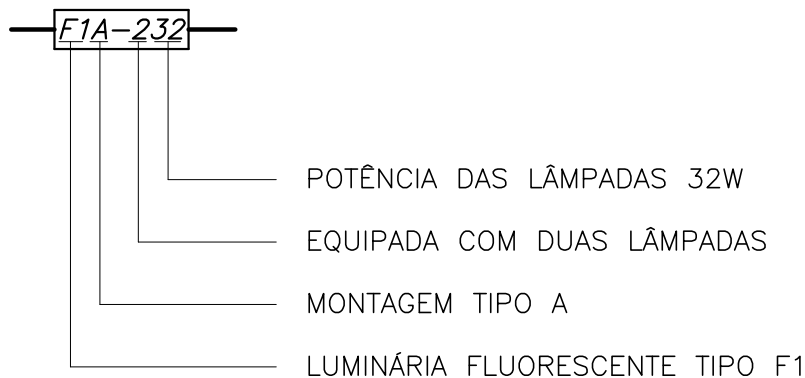 F1A-232
POTÊNCIA DAS LÂMPADAS 32W
EQUIPADA COM DUAS LÂMPADAS
MONTAGEM TIPO A
LUMINÁRIA FLUORESCENTE TIPO F1